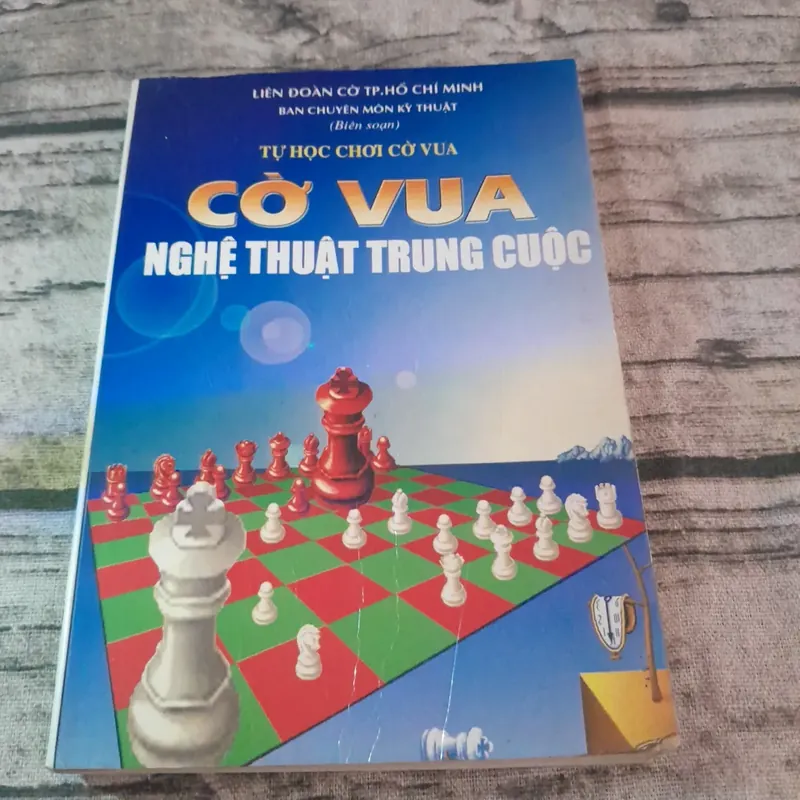 LIÊN ĐOÀN CỜ TP.HỒ CHÍ MINH
BAN CHUYÊN MÔN KỸ THUẬT
(Biên soạn)
TỰ HỌC CHƠI CỜ VUA
CỜ VUA
NGHỆ THUẬT TRUNG CUỘC